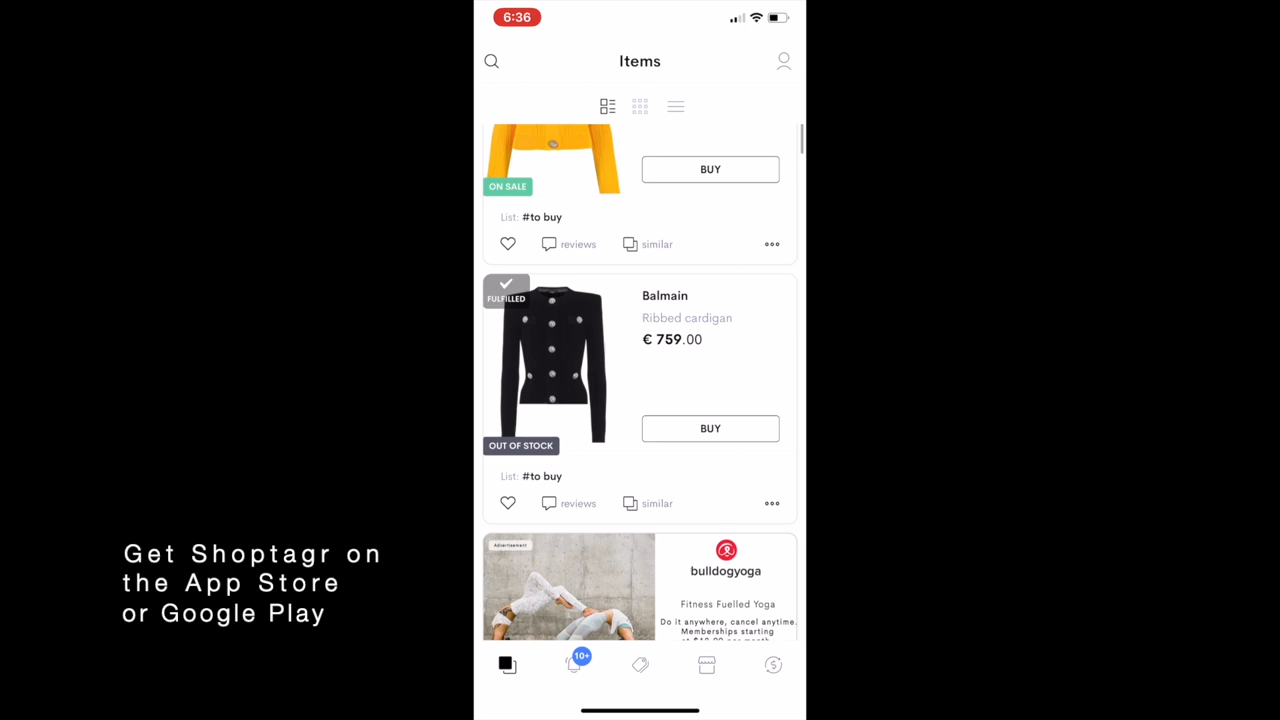 6:36
Items
BUY
ON SALE
List: #to buy
reviews
similar
FULFILLED
Balmain
Ribbed cardigan
€ 759.00
BUY
OUT OF STOCK
List: #to buy
reviews
similar
Advertisement
bulldogyoga
Fitness Fuelled Yoga
Do it anywhere, cancel anytime.
Memberships starting
Get Shoptagr on
the App Store
or Google Play
10+